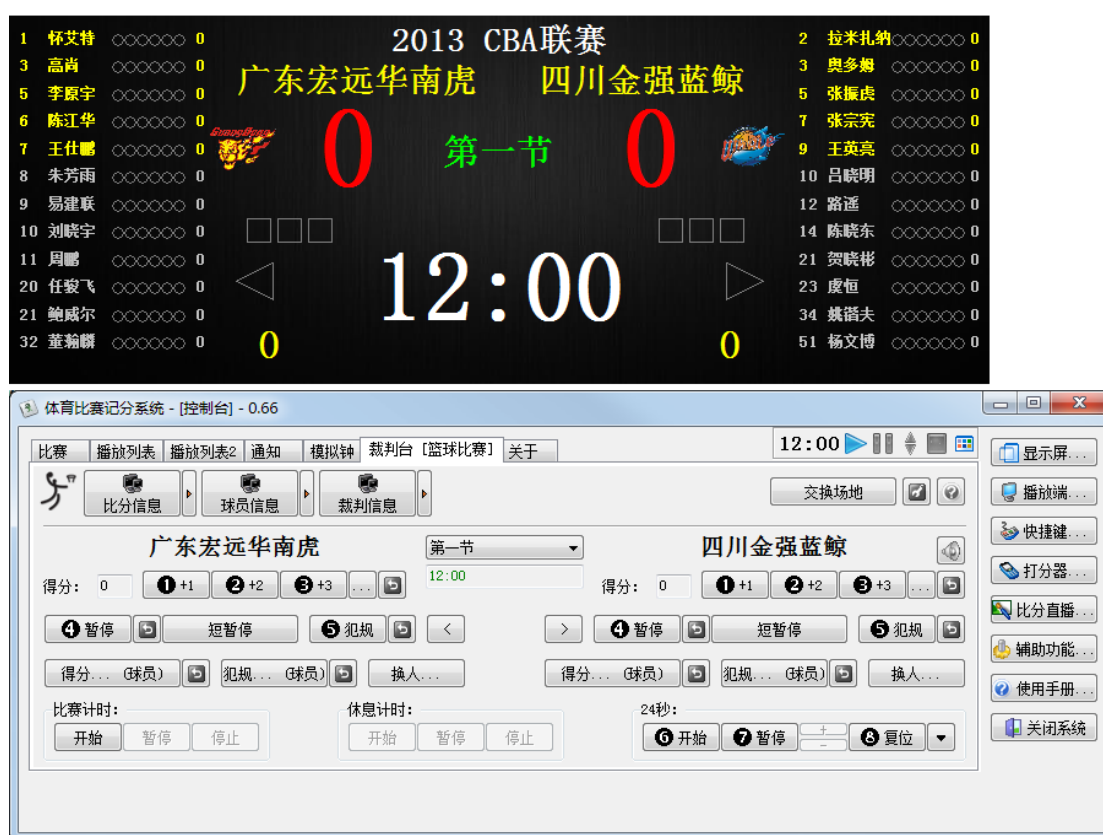 2013 CBA联赛
广东宏远华南虎 四川金强蓝鲸
0 第一节 0
12:00
0 0
1 怀艾特 ○○○○○○ 0
3 高尚 ○○○○○○ 0
5 李原宇 ○○○○○○ 0
6 陈江华 ○○○○○○ 0
7 王仕鹏 ○○○○○○ 0
8 朱芳雨 ○○○○○○ 0
9 易建联 ○○○○○○ 0
10 刘晓宇 ○○○○○○ 0
11 周鹏 ○○○○○○ 0
20 任骏飞 ○○○○○○ 0
21 鲍威尔 ○○○○○○ 0
32 董瀚麟 ○○○○○○ 0
2 拉米扎纳○○○○○○ 0
3 奥多姆 ○○○○○○ 0
5 张振虎 ○○○○○○ 0
7 张宗宪 ○○○○○○ 0
9 王英亮 ○○○○○○ 0
10 吕晓明 ○○○○○○ 0
12 路遥 ○○○○○○ 0
14 陈晓东 ○○○○○○ 0
21 贺晓彬 ○○○○○○ 0
23 虞恒 ○○○○○○ 0
34 姚锴夫 ○○○○○○ 0
51 杨文博 ○○○○○○ 0
体育比赛记分系统 - [控制台] - 0.66
比赛 播放列表 播放列表2 通知 模拟钟 裁判台 [篮球比赛] 关于
12:00
比分信息 球员信息 裁判信息 交换场地
广东宏远华南虎 第一节 四川金强蓝鲸
12:00
得分: 0 ❶ +1 ❷ +2 ❸ +3 ... 得分: 0 ❶ +1 ❷ +2 ❸ +3 ...
❹ 暂停 短暂停 ❺ 犯规 < > ❹ 暂停 短暂停 ❺ 犯规
得分... (球员) 犯规... (球员) 换人... 得分... (球员) 犯规... (球员) 换人...
比赛计时: 休息计时: 24秒:
开始 暂停 停止 开始 暂停 停止 ❻ 开始 ❼ 暂停 + - ❽ 复位
显示屏...
播放端...
快捷键...
打分器...
比分直播...
辅助功能...
使用手册...
关闭系统